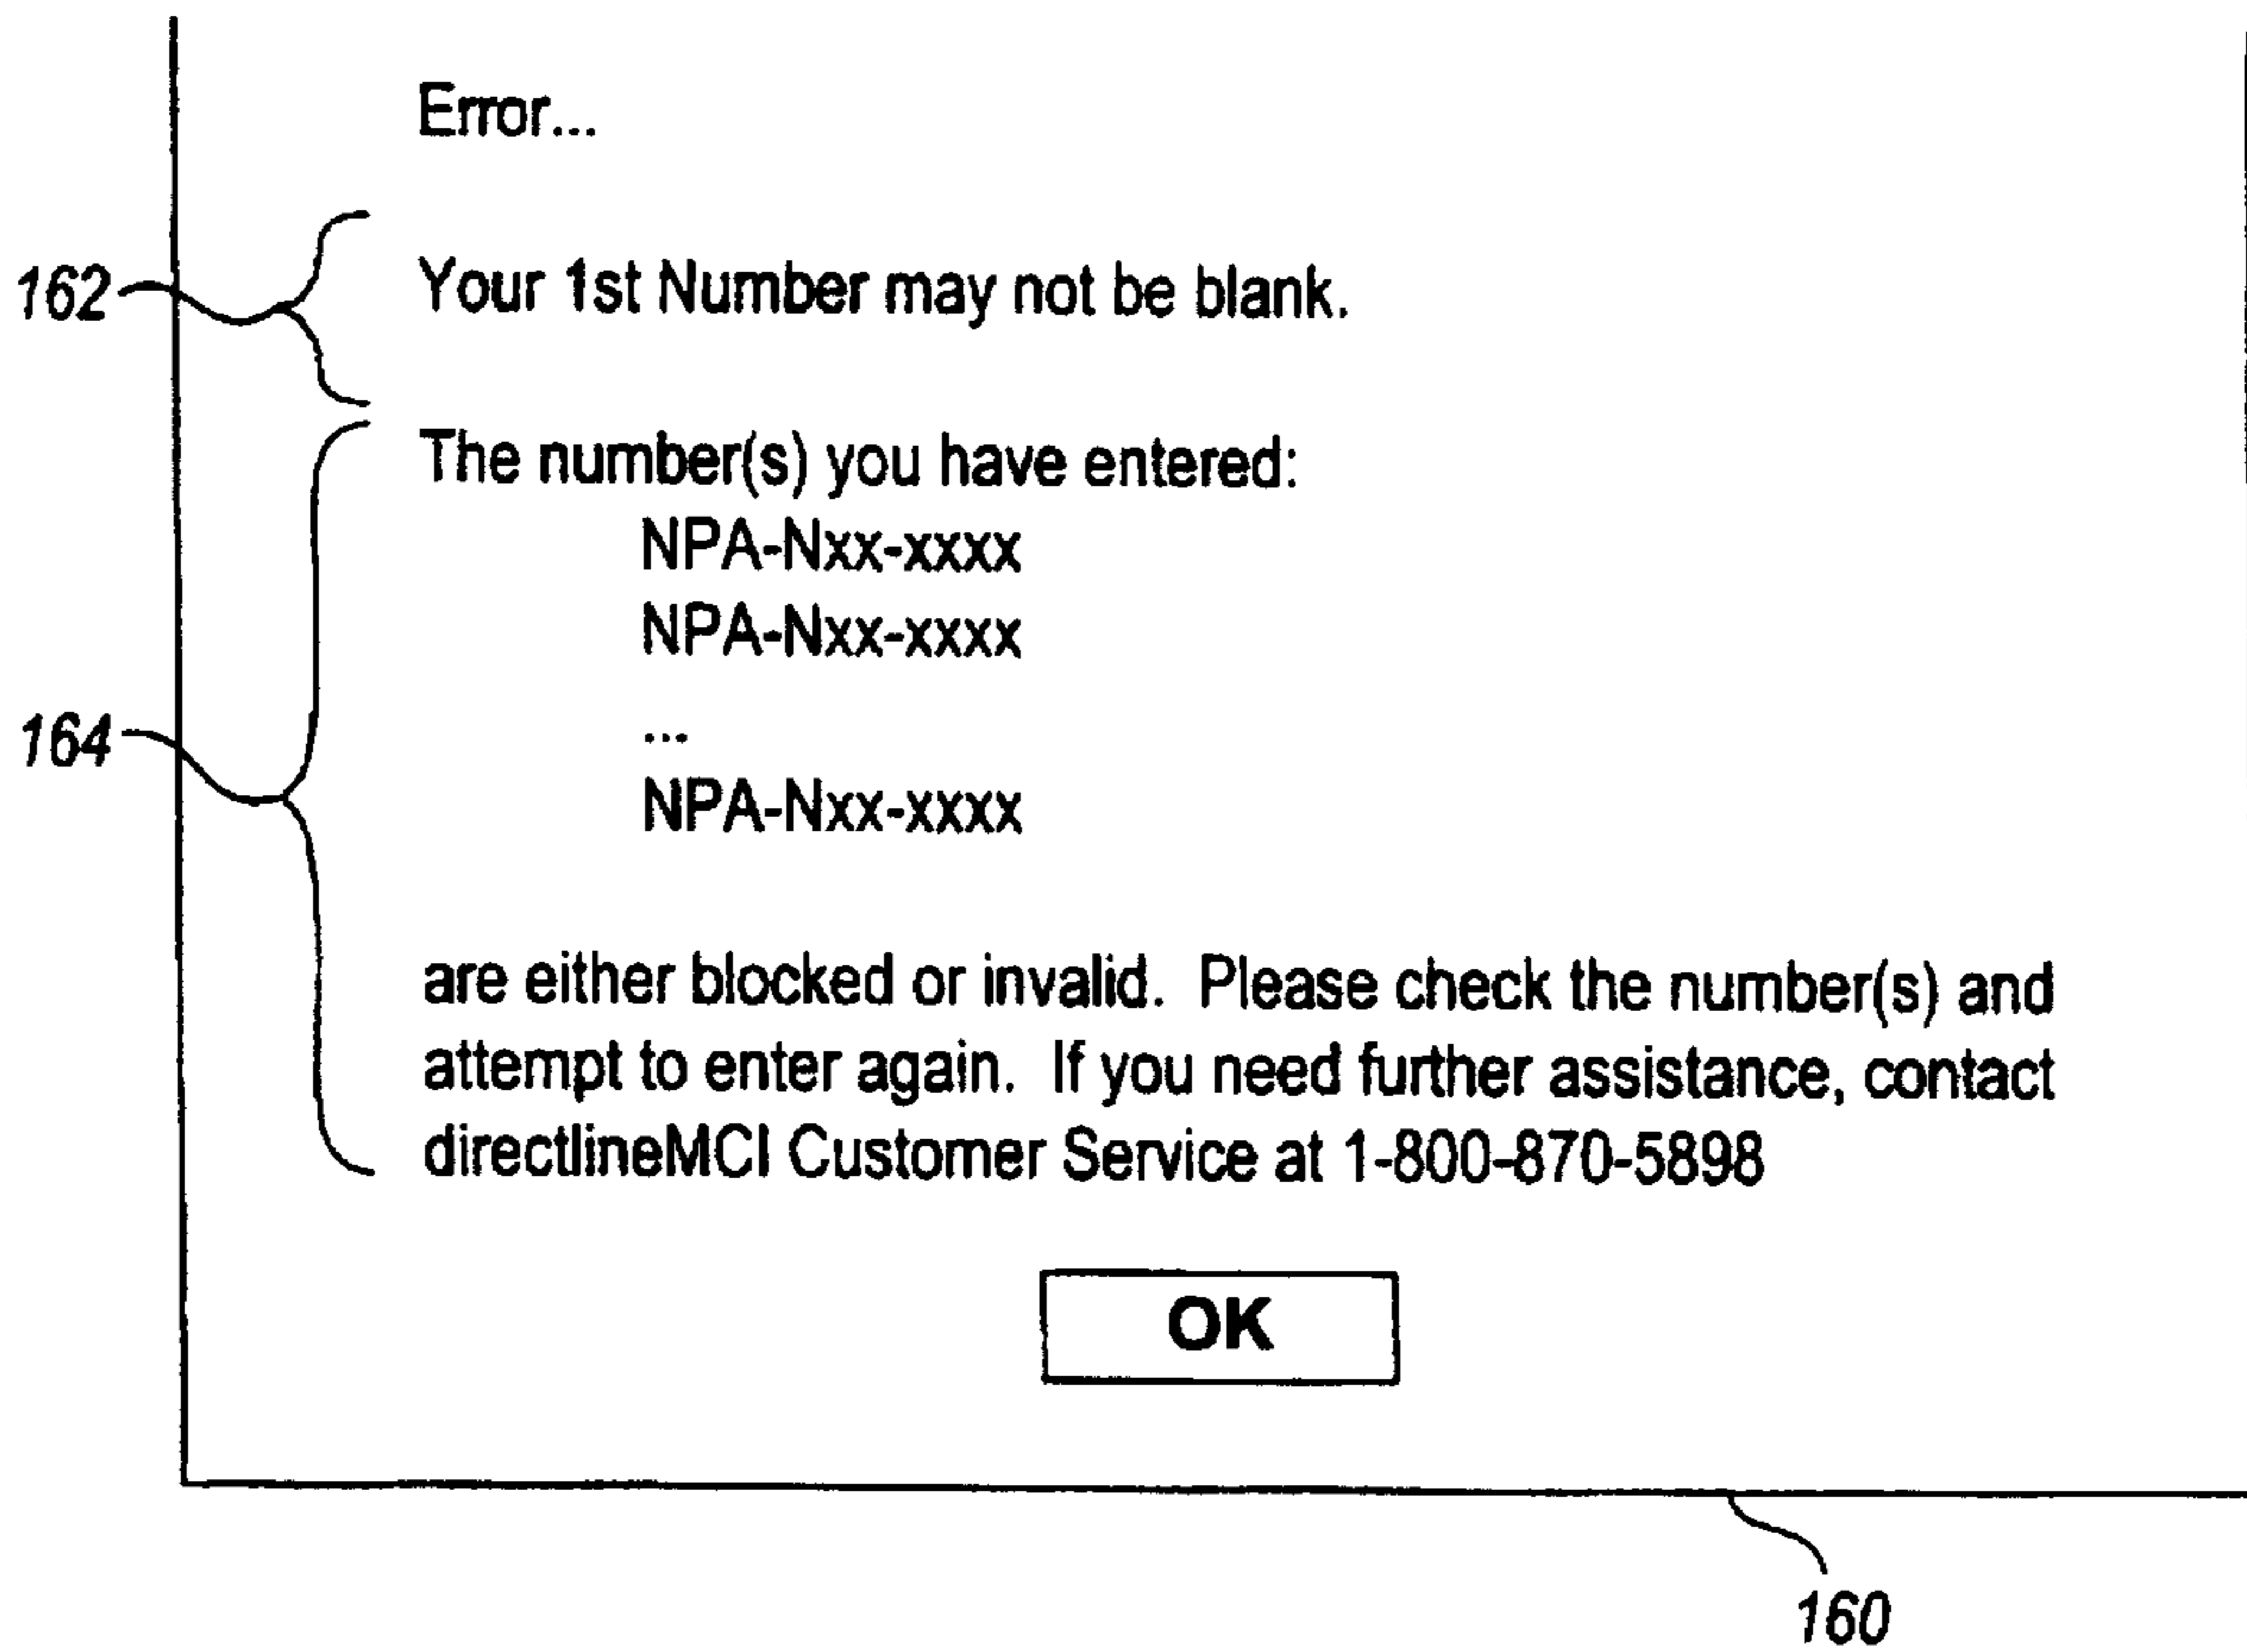 Error...
162
Your 1st Number may not be blank.
The number(s) you have entered:
NPA-Nxx-xxxx
NPA-Nxx-xxxx
164
...
NPA-Nxx-xxxx
are either blocked or invalid. Please check the number(s) and
attempt to enter again. If you need further assistance, contact
directlineMCI Customer Service at 1-800-870-5898
OK
160